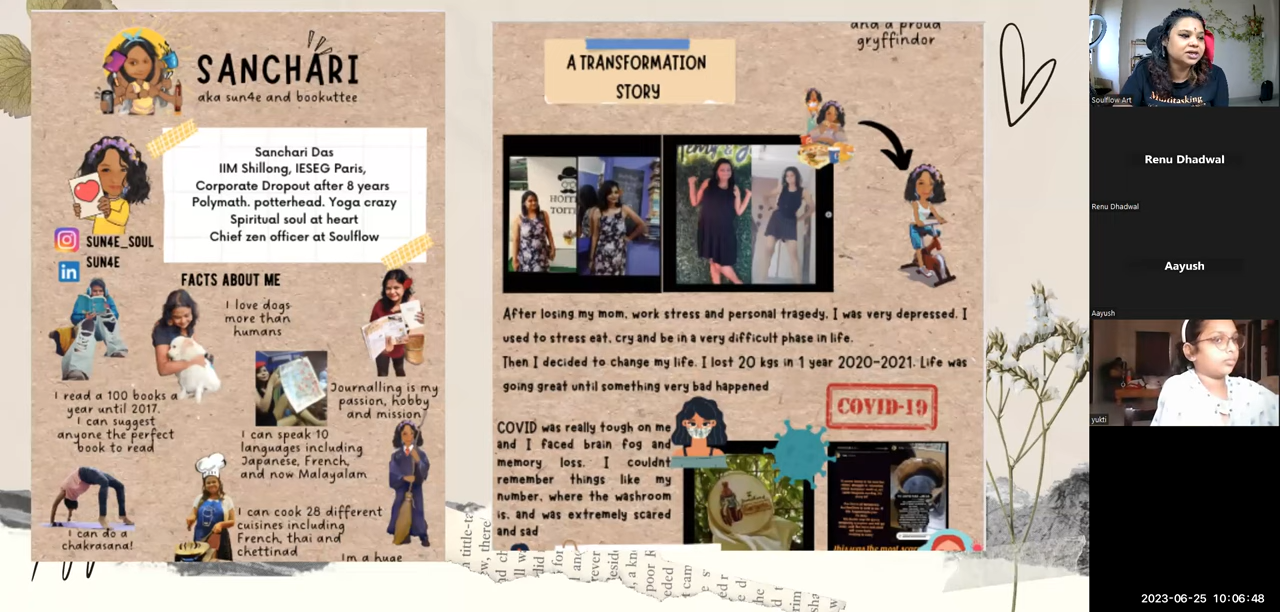 SANCHARI
aka sun4e and bookuttee
Sanchari Das
IIM Shillong, IESEG Paris,
Corporate Dropout after 8 years
Polymath. potterhead. Yoga crazy
Spiritual soul at heart
Chief zen officer at Soulflow
SUN4E_SOUL
SUN4E
FACTS ABOUT ME
I love dogs
more than
humans
I read a 100 books a
year until 2017.
I can suggest
anyone the perfect
book to read
Journalling is my
passion, hobby
and mission
I can speak 10
languages including
Japanese, French,
and now Malayalam
I can do a
chakrasana!
I can cook 28 different
cuisines including
French, thai and
chettinad
Im a huge
and a proud
gryffindor
A TRANSFORMATION
STORY
After losing my mom, work stress and personal tragedy, I was very depressed. I
used to stress eat, cry and be in a very difficult phase in life.
Then I decided to change my life. I lost 20 kgs in 1 year 2020-2021. Life was
going great until something very bad happened
COVID-19
COVID was really tough on me
and I faced brain fog and
memory loss. I couldnt
remember things like my
number, where the washroom
is, and was extremely scared
and sad
this was the most
Soulflow Art
Multitasking
Renu Dhadwal
Renu Dhadwal
Aayush
Aayush
yukti
2023-06-25 10:06:48